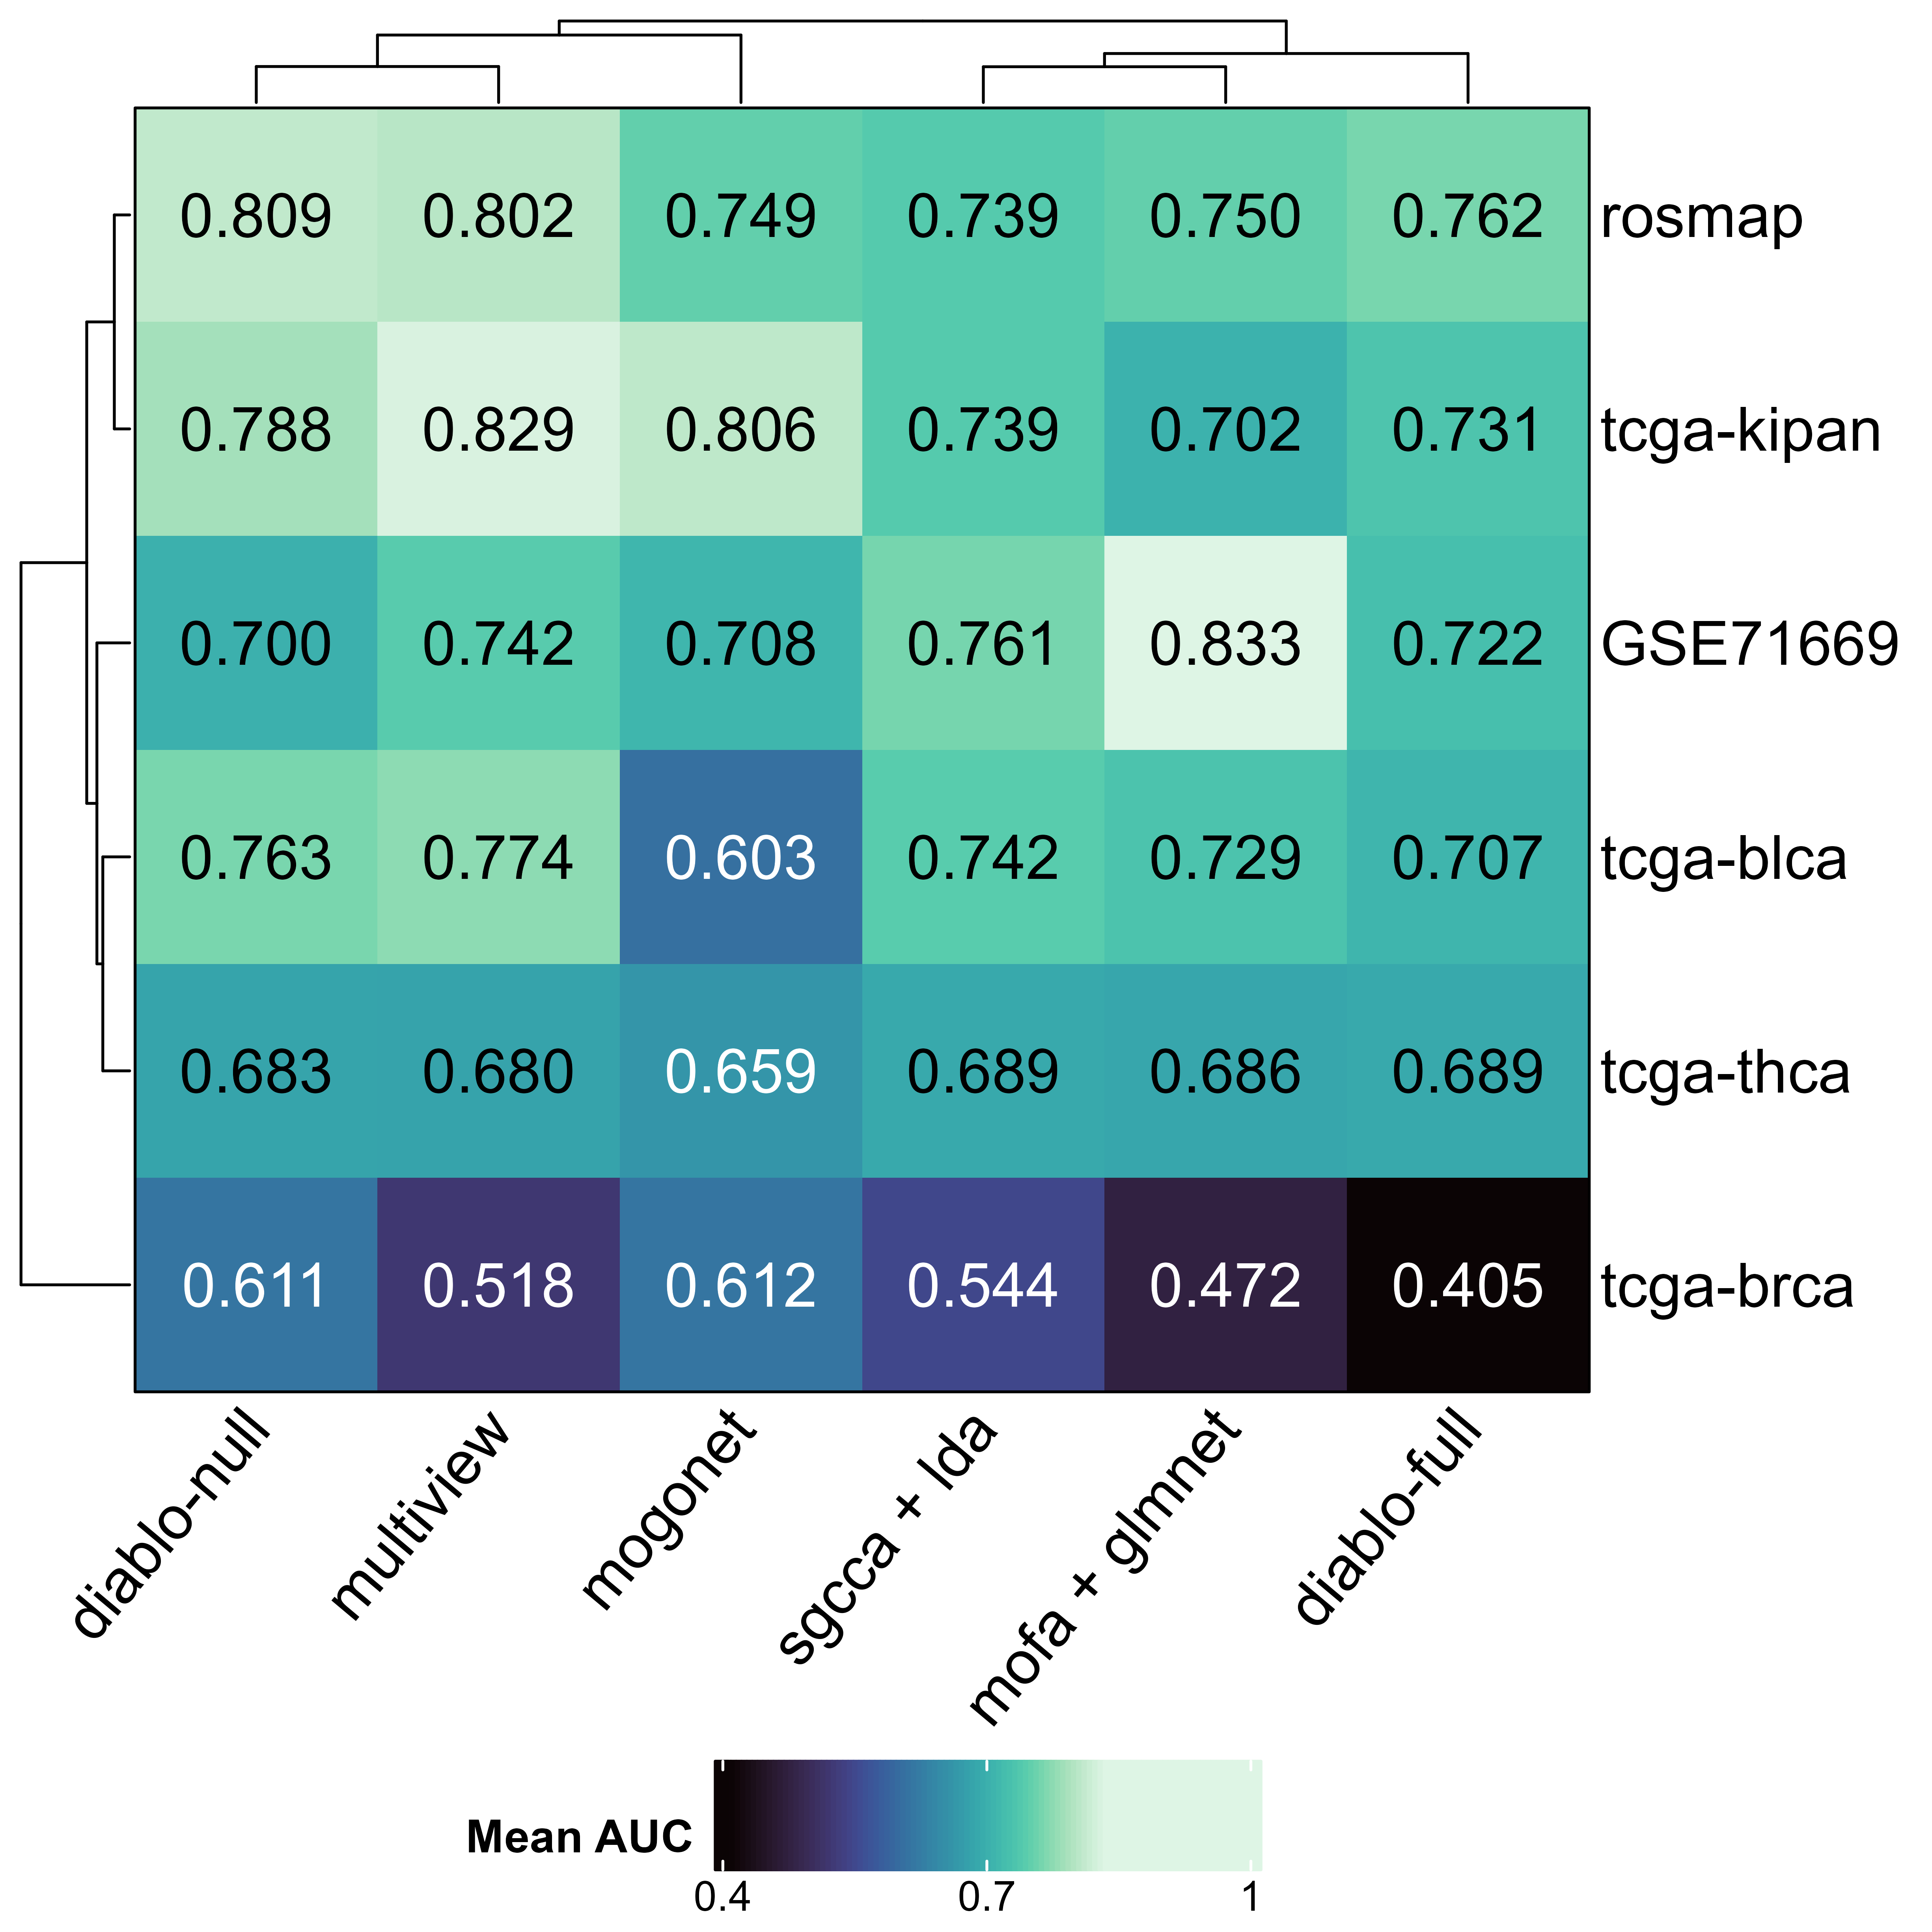 0.809 0.802 0.749 0.739 0.750 0.762 rosmap
0.788 0.829 0.806 0.739 0.702 0.731 tcga-kipan
0.700 0.742 0.708 0.761 0.833 0.722 GSE71669
0.763 0.774 0.603 0.742 0.729 0.707 tcga-blca
0.683 0.680 0.659 0.689 0.686 0.689 tcga-thca
0.611 0.518 0.612 0.544 0.472 0.405 tcga-brca
diablo-null
multiview
mogonet
sgcca + lda
mofa + glmnet
diablo-full
Mean AUC
0.4 0.7 1